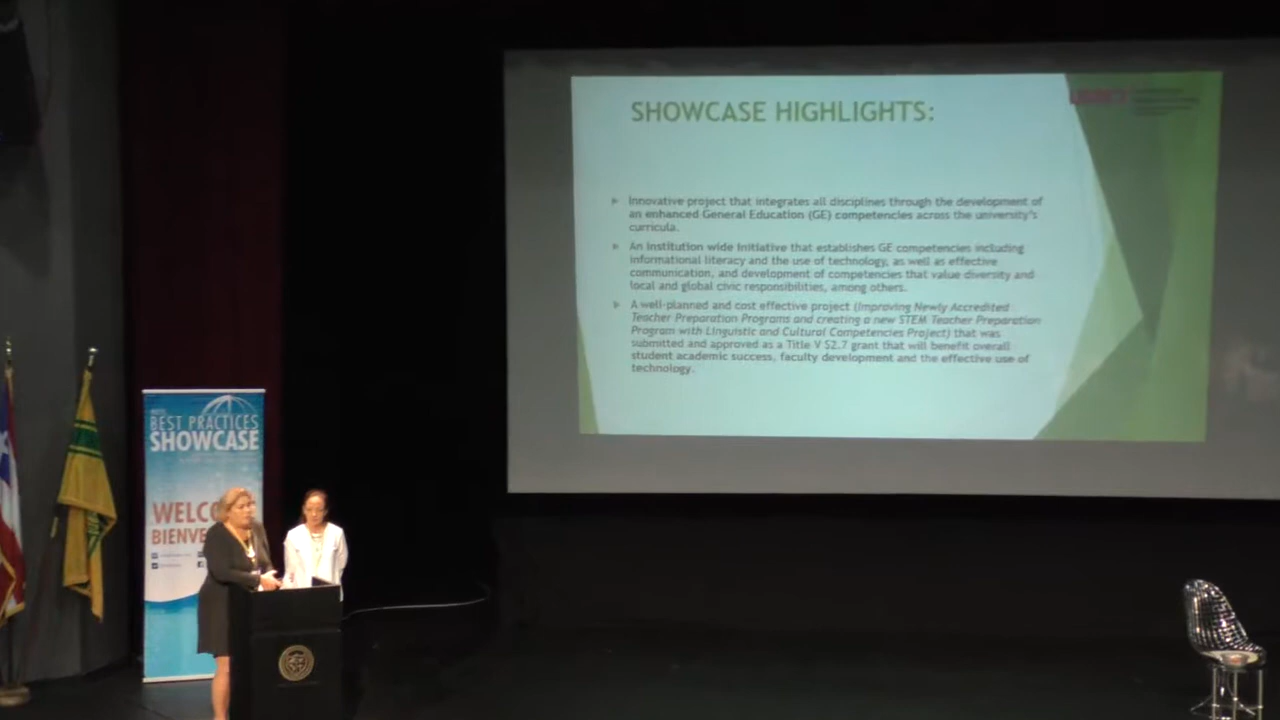 SHOWCASE HIGHLIGHTS:
Innovative project that integrates all disciplines through the development of
an enhanced General Education (GE) competencies across the university's
curricula.
An institution wide initiative that establishes GE competencies including
informational literacy and the use of technology, as well as effective
communication, and development of competencies that value diversity and
local and global civic responsibilities, among others.
A well-planned and cost effective project (Improving Newly Accredited
Teacher Preparation Programs and creating a new STEM Teacher Preparation
Program with Linguistic and Cultural Competencies Project) that was
submitted and approved as a Title V $2.7 grant that will benefit overall
student academic success, faculty development and the effective use of
technology.
BEST PRACTICES
SHOWCASE
WELCO
BIENVE